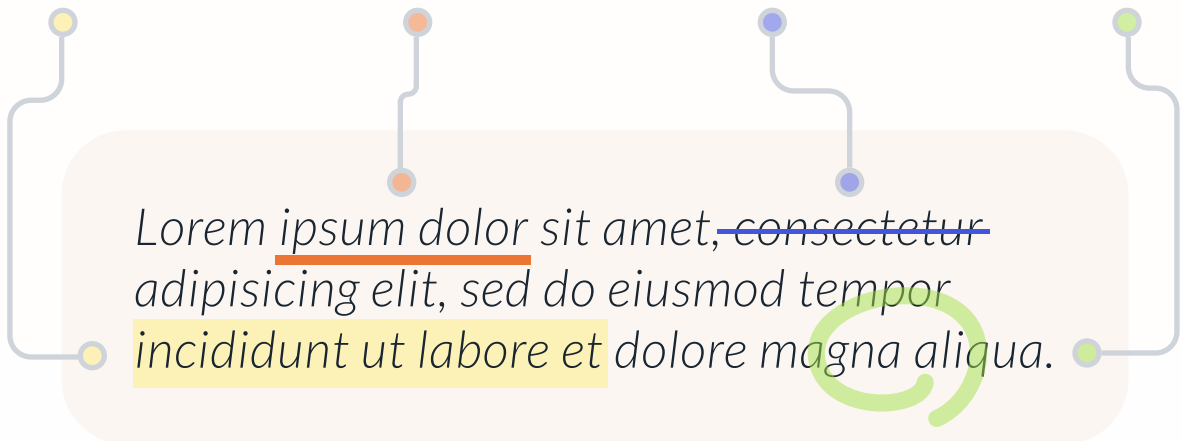 Lorem ipsum dolor sit amet, consectetur
adipisicing elit, sed do eiusmod tempor
incididunt ut labore et dolore magna aliqua.